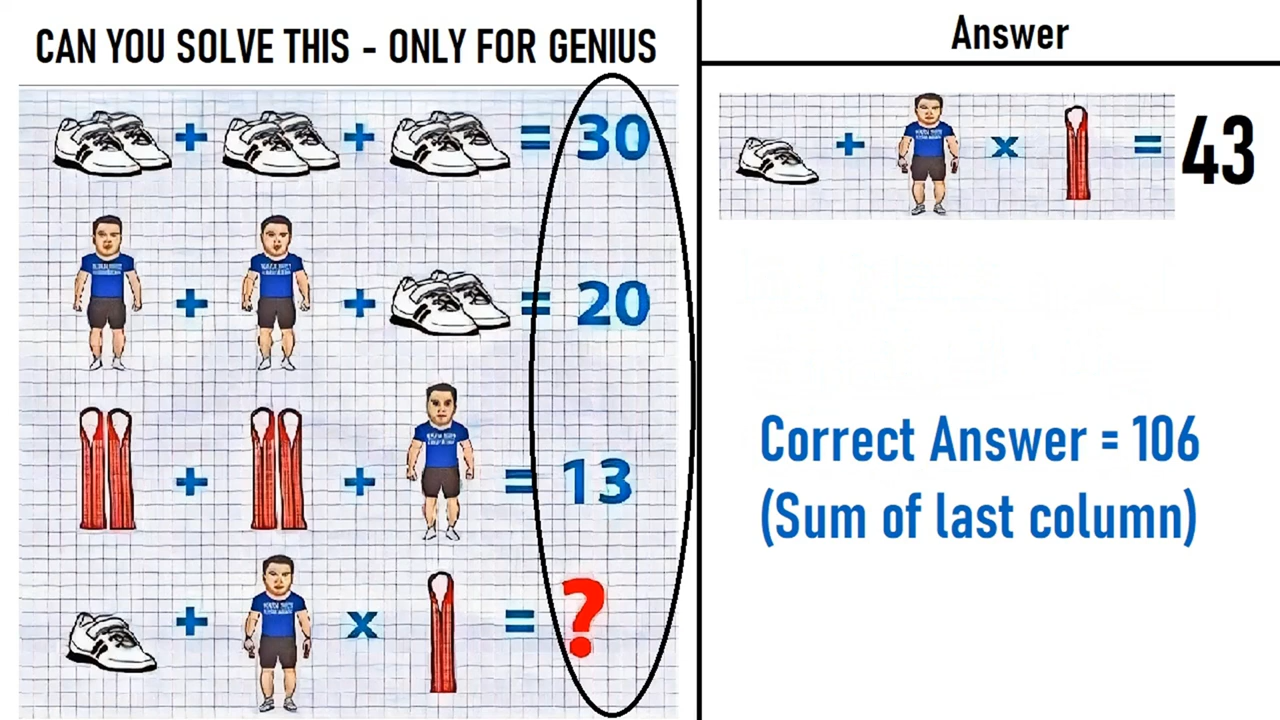 CAN YOU SOLVE THIS - ONLY FOR GENIUS
+ + = 30
+ + = 20
+ + = 13
+ x = ?
Answer
+ x = 43
Correct Answer = 106
(Sum of last column)